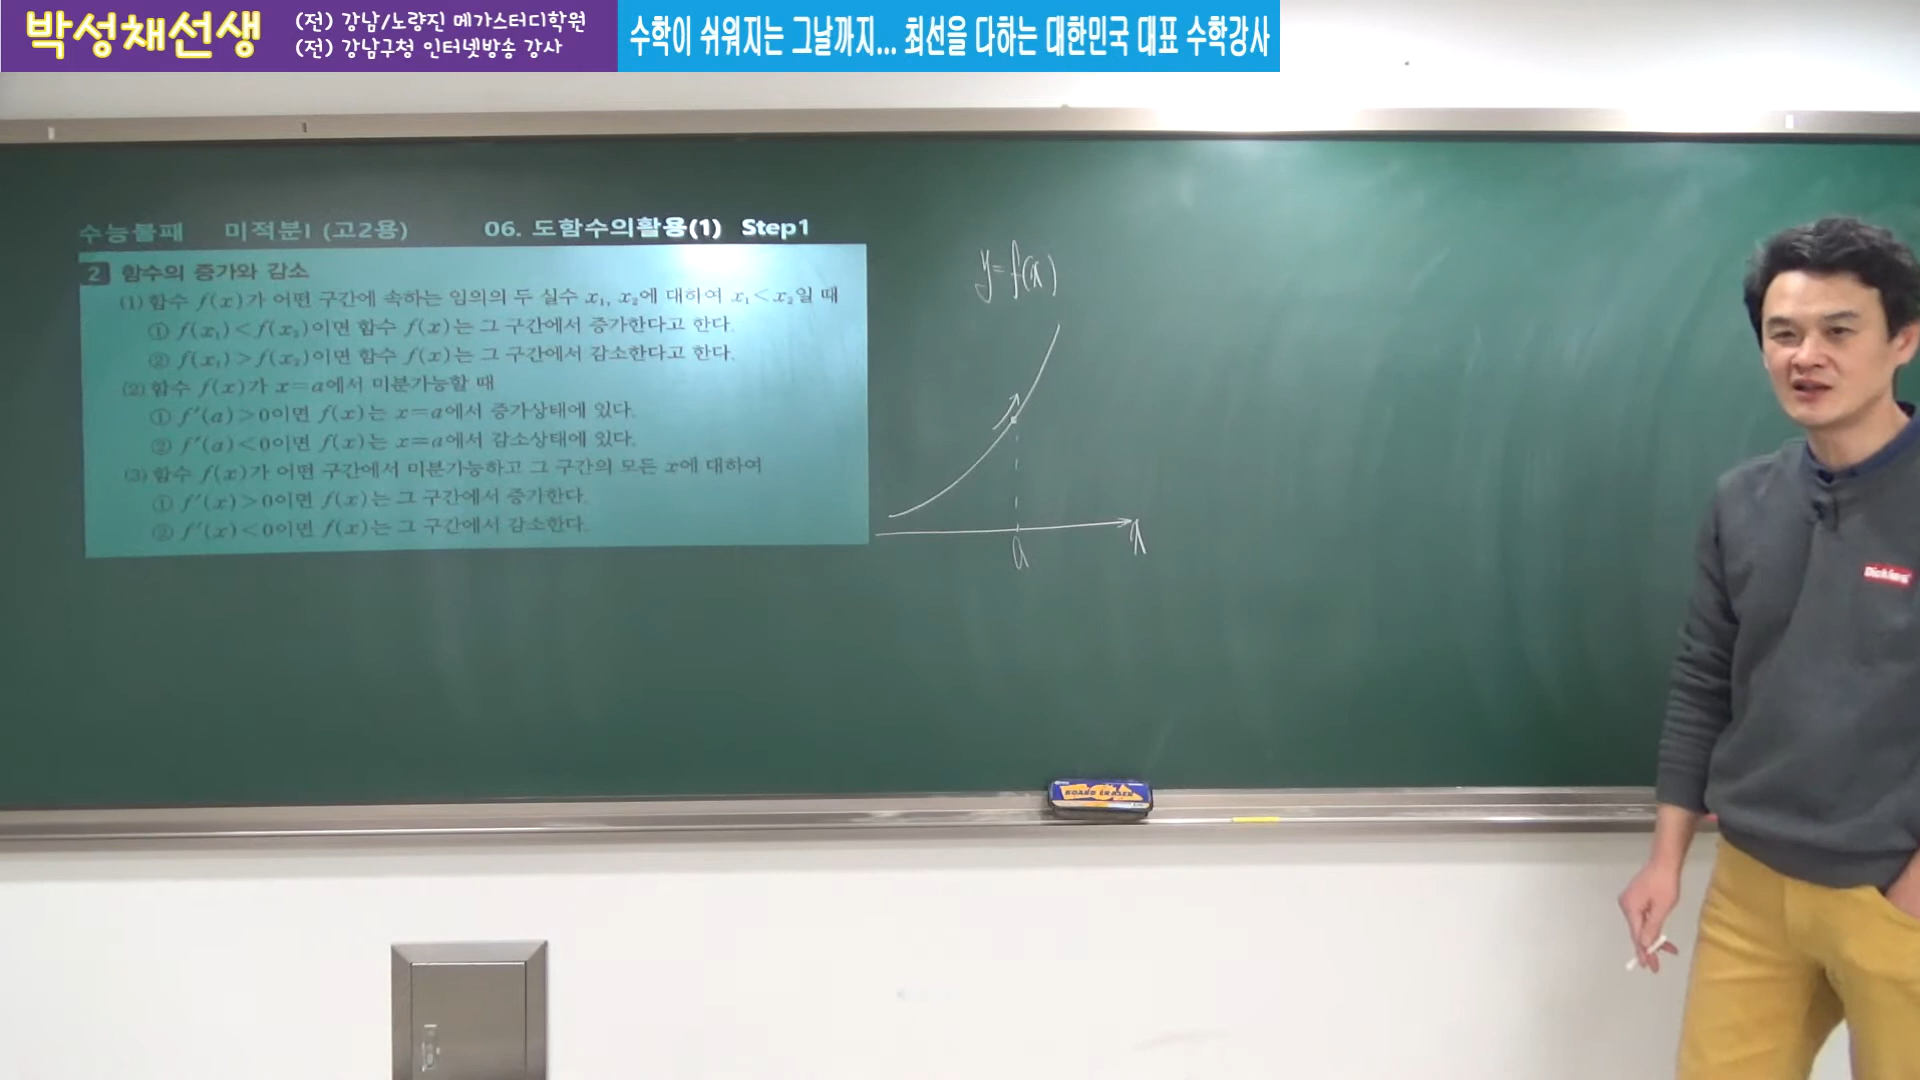 박성채선생
(전) 강남/노량진 메가스터디학원
(전) 강남구청 인터넷방송 강사
수학이 쉬워지는 그날까지... 최선을 다하는 대한민국 대표 수학강사
수능불패 미적분I (고2용) 06. 도함수의활용(1) Step1
2 함수의 증가와 감소
(1) 함수 f(x)가 어떤 구간에 속하는 임의의 두 실수 x₁, x₂에 대하여 x₁<x₂일 때
① f(x₁)<f(x₂)이면 함수 f(x)는 그 구간에서 증가한다고 한다.
② f(x₁)>f(x₂)이면 함수 f(x)는 그 구간에서 감소한다고 한다.
(2) 함수 f(x)가 x=a에서 미분가능할 때
① f′(a)>0이면 f(x)는 x=a에서 증가상태에 있다.
② f′(a)<0이면 f(x)는 x=a에서 감소상태에 있다.
(3) 함수 f(x)가 어떤 구간에서 미분가능하고 그 구간의 모든 x에 대하여
① f′(x)>0이면 f(x)는 그 구간에서 증가한다.
② f′(x)<0이면 f(x)는 그 구간에서 감소한다.
y=f(x)
a
x
BOARD ERASER
Dickies